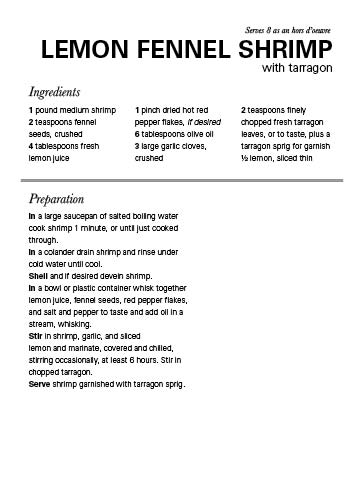 Serves 8 as an hors d'oeuvre
LEMON FENNEL SHRIMP
with tarragon
Ingredients
1 pound medium shrimp
2 teaspoons fennel
seeds, crushed
4 tablespoons fresh
lemon juice
1 pinch dried hot red
pepper flakes, if desired
6 tablespoons olive oil
3 large garlic cloves,
crushed
2 teaspoons finely
chopped fresh tarragon
leaves, or to taste, plus a
tarragon sprig for garnish
½ lemon, sliced thin
Preparation
In a large saucepan of salted boiling water
cook shrimp 1 minute, or until just cooked
through.
In a colander drain shrimp and rinse under
cold water until cool.
Shell and if desired devein shrimp.
In a bowl or plastic container whisk together
lemon juice, fennel seeds, red pepper flakes,
and salt and pepper to taste and add oil in a
stream, whisking.
Stir in shrimp, garlic, and sliced
lemon and marinate, covered and chilled,
stirring occasionally, at least 6 hours. Stir in
chopped tarragon.
Serve shrimp garnished with tarragon sprig.